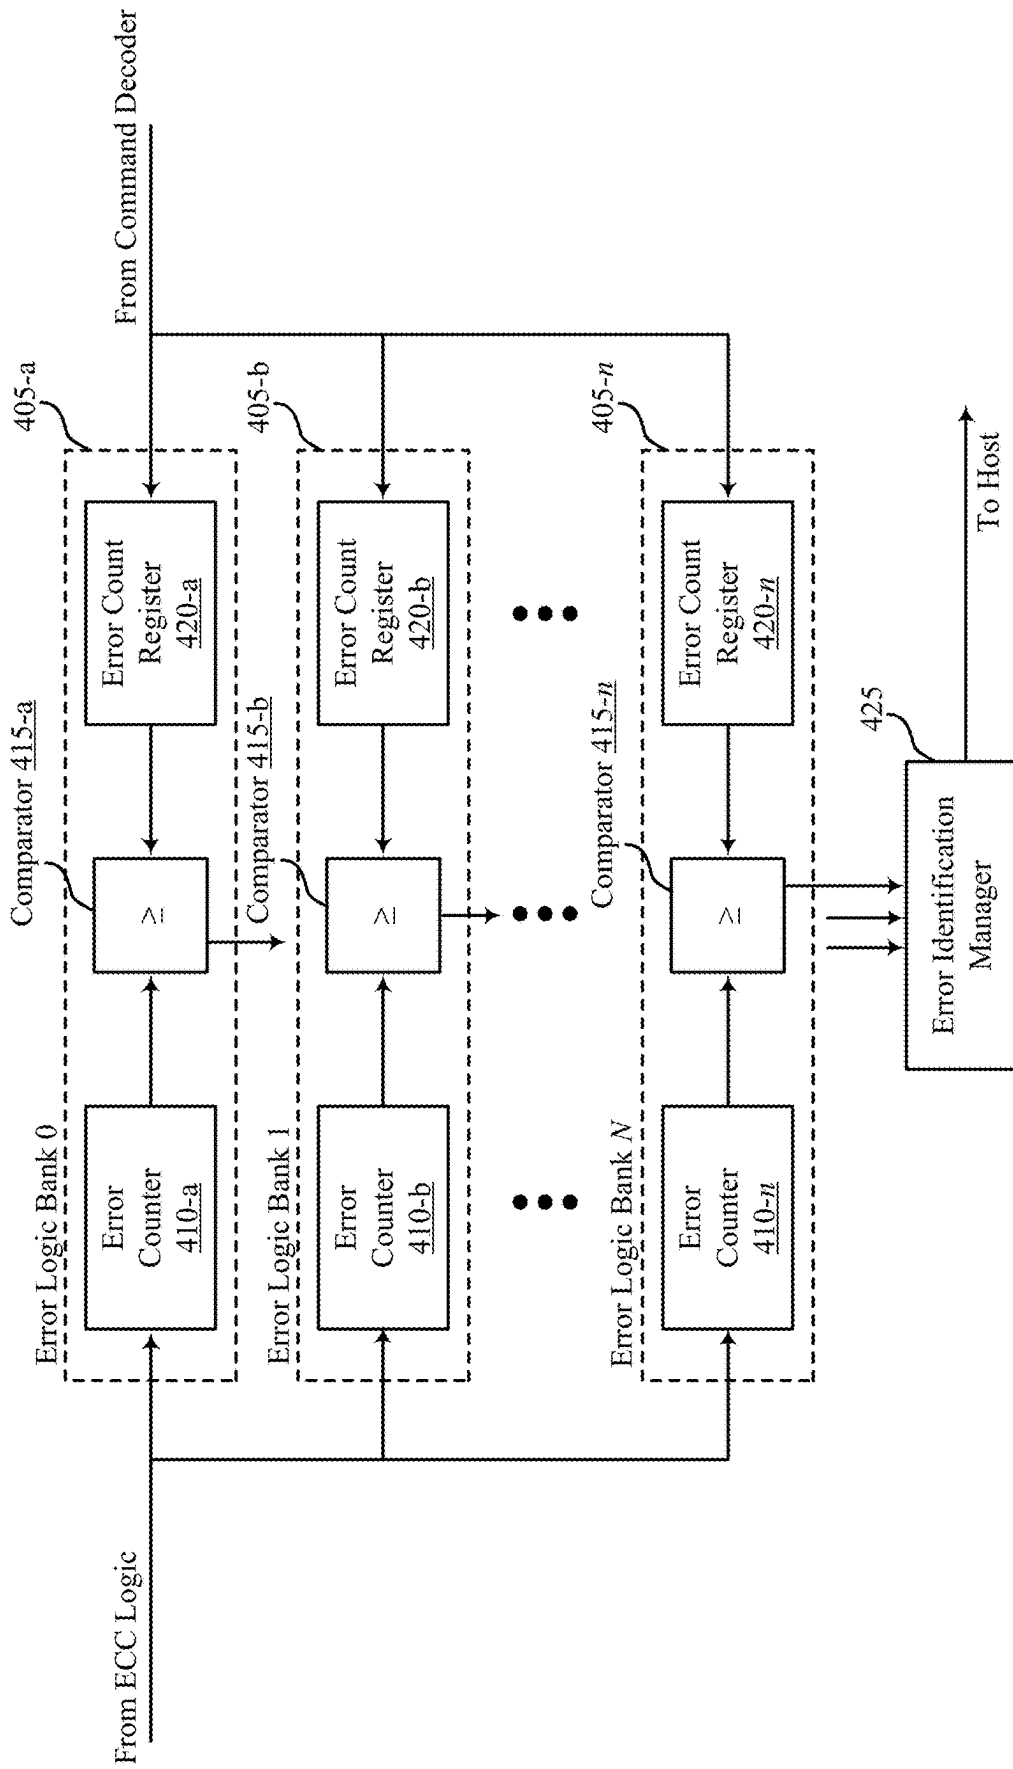 From ECC Logic
From Command Decoder
Error Logic Bank 0
Comparator 415-a
405-a
Error
Counter
410-a
≥
Error Count
Register
420-a
Error Logic Bank 1
Comparator 415-b
405-b
Error
Counter
410-b
≥
Error Count
Register
420-b
Error Logic Bank N
Comparator 415-n
405-n
Error
Counter
410-n
≥
Error Count
Register
420-n
425
Error Identification
Manager
To Host